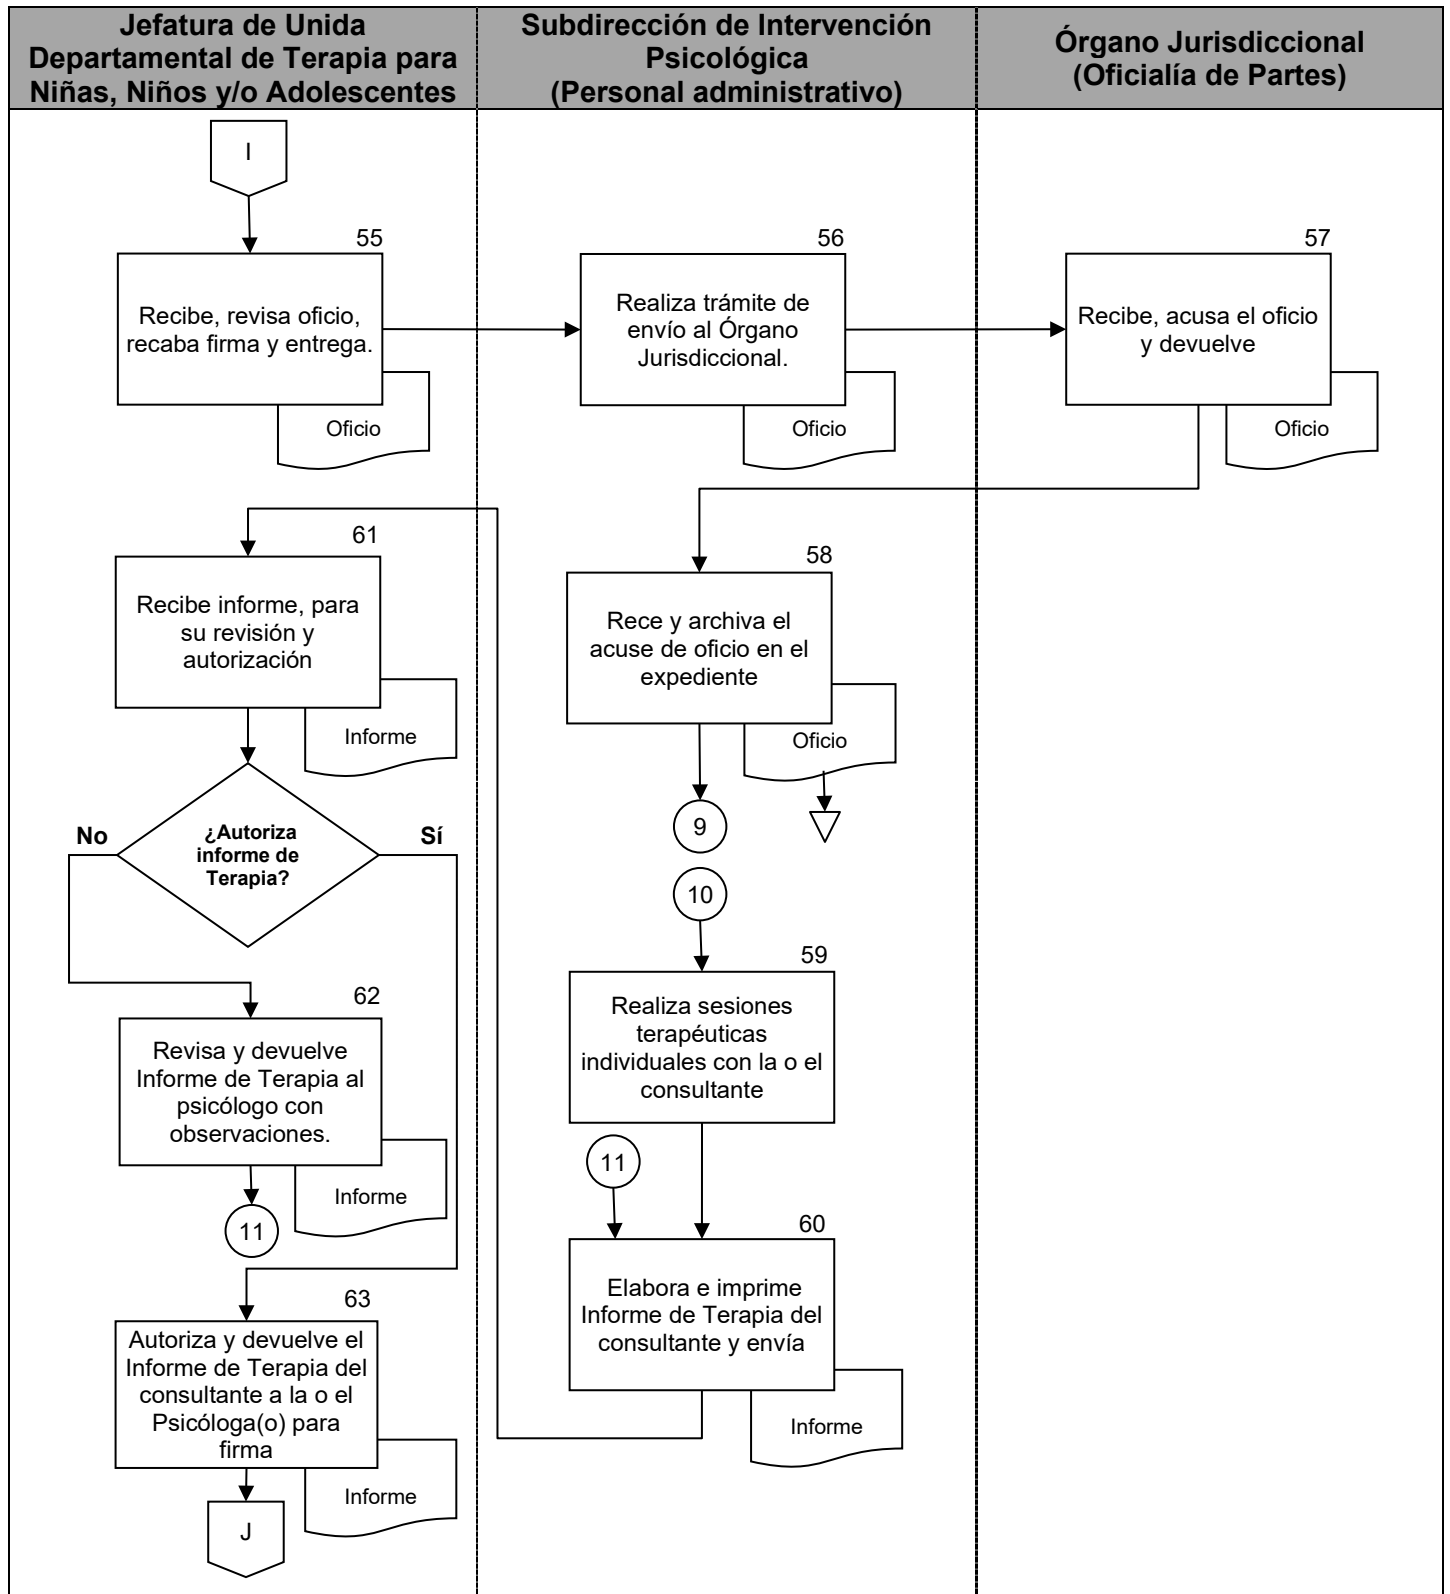 Jefatura de Unida
Departamental de Terapia para
Niñas, Niños y/o Adolescentes
Subdirección de Intervención
Psicológica
(Personal administrativo)
Órgano Jurisdiccional
(Oficialía de Partes)
I
55
Recibe, revisa oficio,
recaba firma y entrega.
Oficio
56
Realiza trámite de
envío al Órgano
Jurisdiccional.
Oficio
57
Recibe, acusa el oficio
y devuelve
Oficio
58
Rece y archiva el
acuse de oficio en el
expediente
Oficio
9
10
59
Realiza sesiones
terapéuticas
individuales con la o el
consultante
11
60
Elabora e imprime
Informe de Terapia del
consultante y envía
Informe
61
Recibe informe, para
su revisión y
autorización
Informe
¿Autoriza
informe de
Terapia?
No
Sí
62
Revisa y devuelve
Informe de Terapia al
psicólogo con
observaciones.
Informe
11
63
Autoriza y devuelve el
Informe de Terapia del
consultante a la o el
Psicóloga(o) para
firma
Informe
J